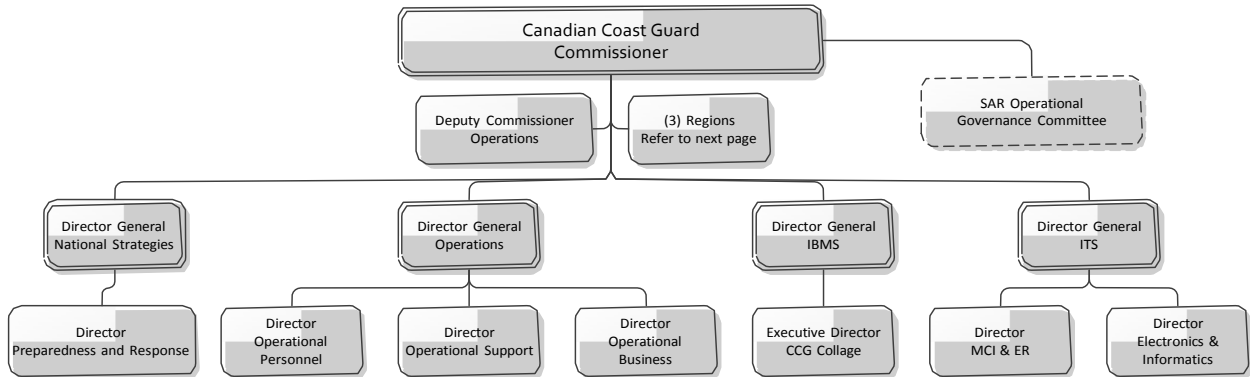 Canadian Coast Guard
Commissioner
Deputy Commissioner
Operations
(3) Regions
Refer to next page
SAR Operational
Governance Committee
Director General
National Strategies
Director General
Operations
Director General
IBMS
Director General
ITS
Director
Preparedness and Response
Director
Operational
Personnel
Director
Operational Support
Director
Operational
Business
Executive Director
CCG Collage
Director
MCI & ER
Director
Electronics &
Informatics